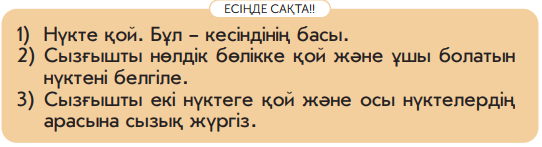 ЕСІҢДЕ САҚТА!!
1) Нүкте қой. Бұл – кесіндінің басы.
2) Сызғышты нөлдік бөлікке қой және ұшы болатын
нүктені белгіле.
3) Сызғышты екі нүктеге қой және осы нүктелердің
арасына сызық жүргіз.